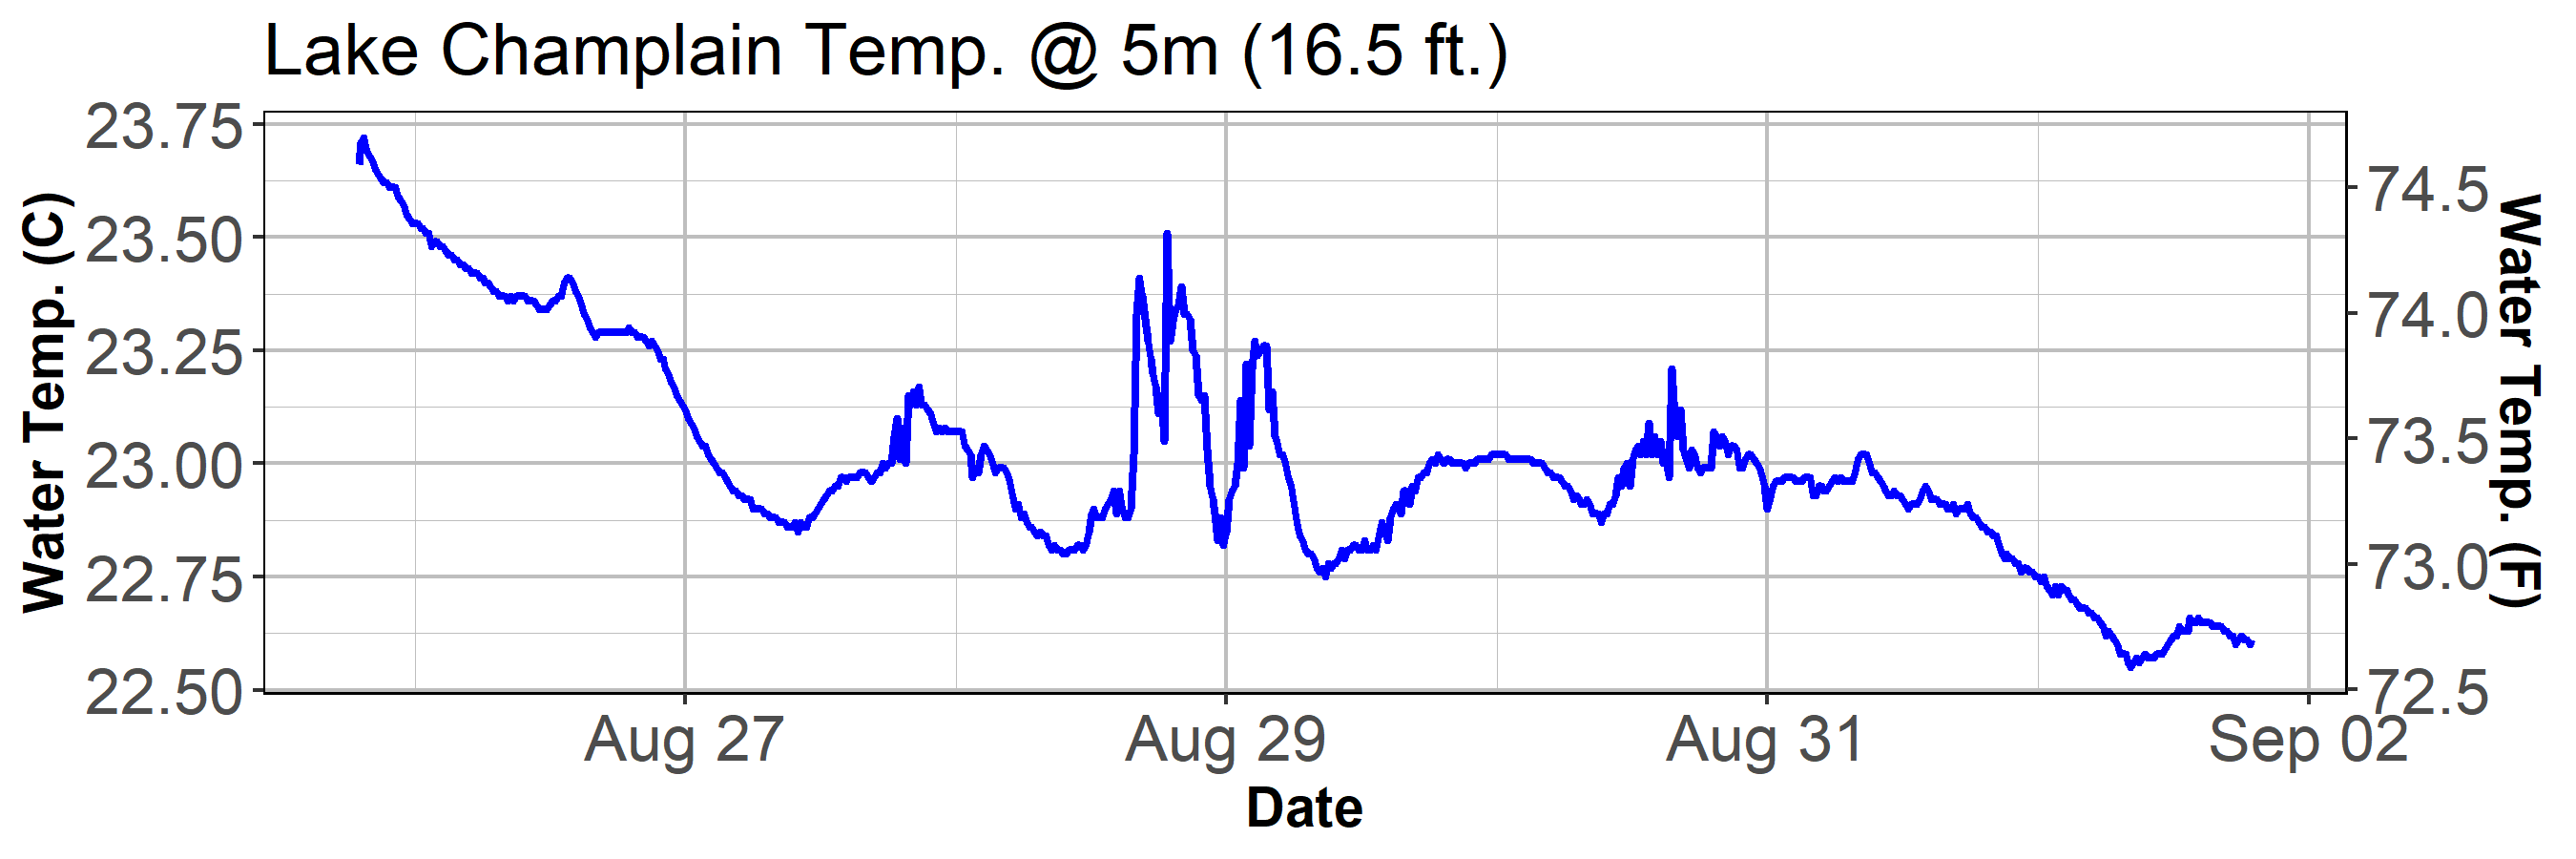 Lake Champlain Temp. @ 5m (16.5 ft.)
Water Temp. (C)
23.75
23.50
23.25
23.00
22.75
22.50
74.5
74.0
73.5
73.0
72.5
Water Temp. (F)
Aug 27
Aug 29
Aug 31
Sep 02
Date